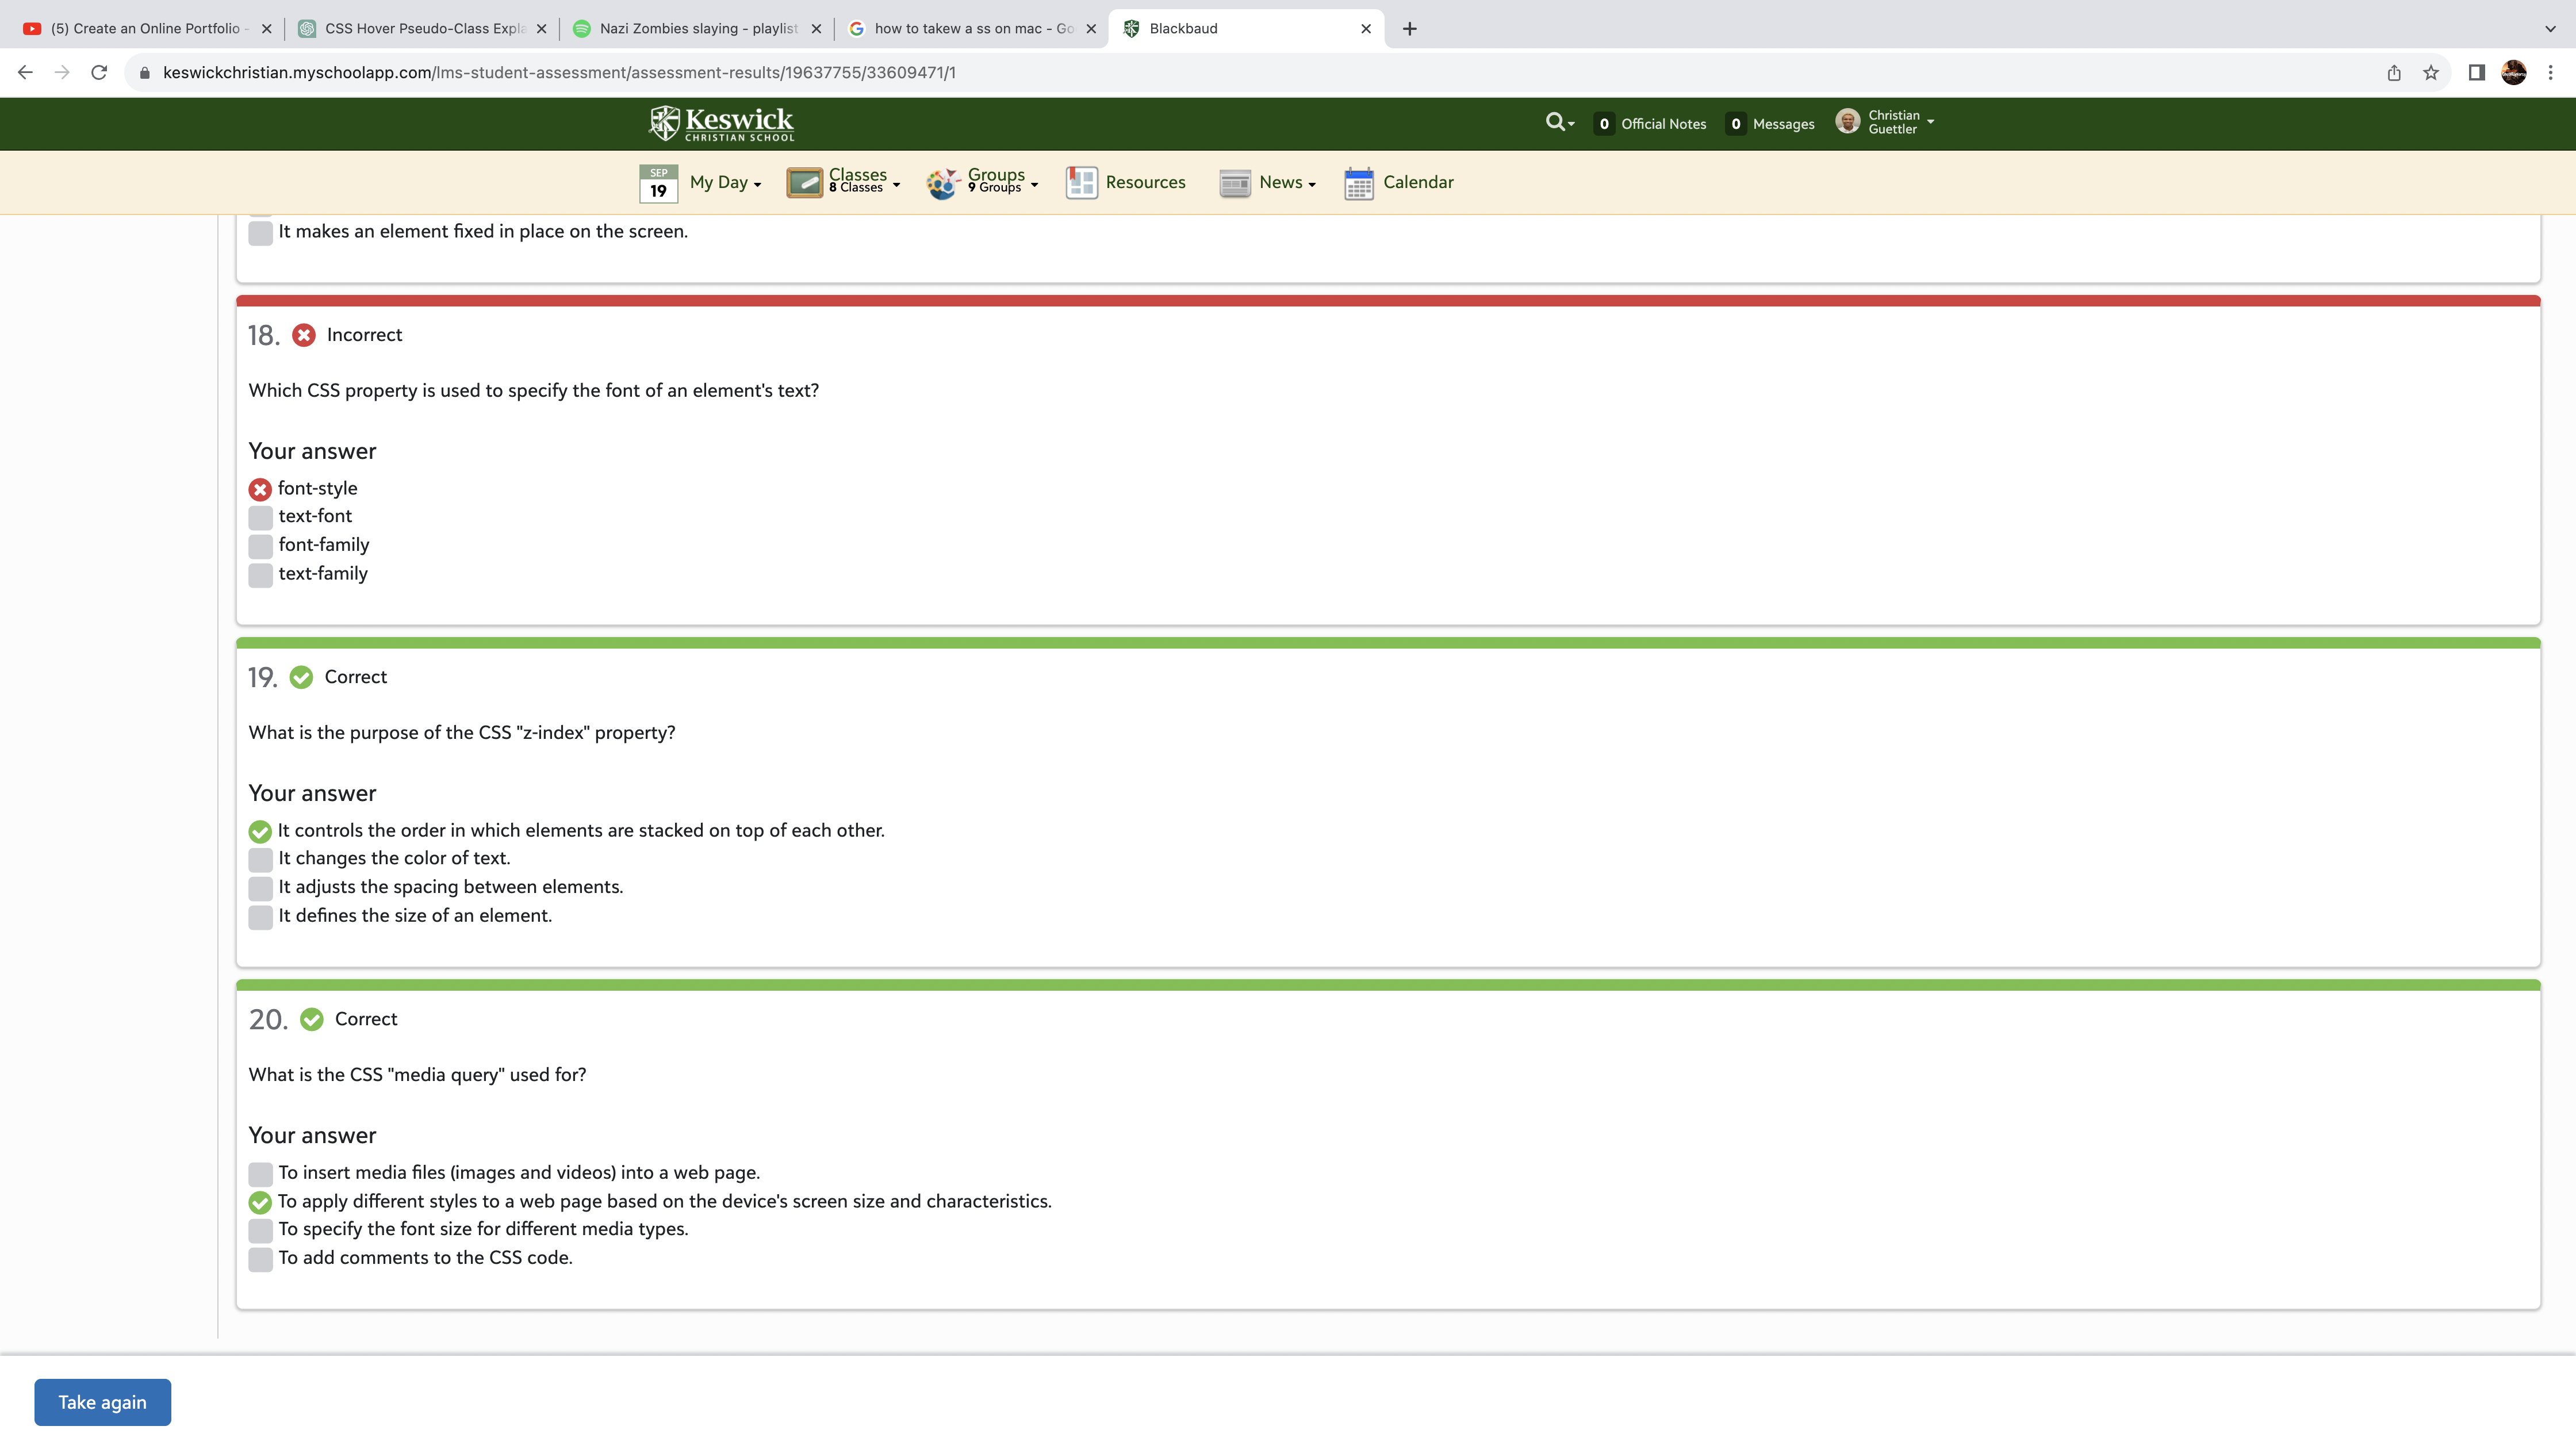 (5) Create an Online Portfolio -
CSS Hover Pseudo-Class Expla
Nazi Zombies slaying - playlist
how to takew a ss on mac - Go
Blackbaud
keswickchristian.myschoolapp.com/lms-student-assessment/assessment-results/19637755/33609471/1
Keswick
CHRISTIAN SCHOOL
0 Official Notes
0 Messages
Christian
Guettler
SEP
19
My Day
Classes
8 Classes
Groups
9 Groups
Resources
News
Calendar
It makes an element fixed in place on the screen.
18. Incorrect
Which CSS property is used to specify the font of an element's text?
Your answer
font-style
text-font
font-family
text-family
19. Correct
What is the purpose of the CSS "z-index" property?
Your answer
It controls the order in which elements are stacked on top of each other.
It changes the color of text.
It adjusts the spacing between elements.
It defines the size of an element.
20. Correct
What is the CSS "media query" used for?
Your answer
To insert media files (images and videos) into a web page.
To apply different styles to a web page based on the device's screen size and characteristics.
To specify the font size for different media types.
To add comments to the CSS code.
Take again